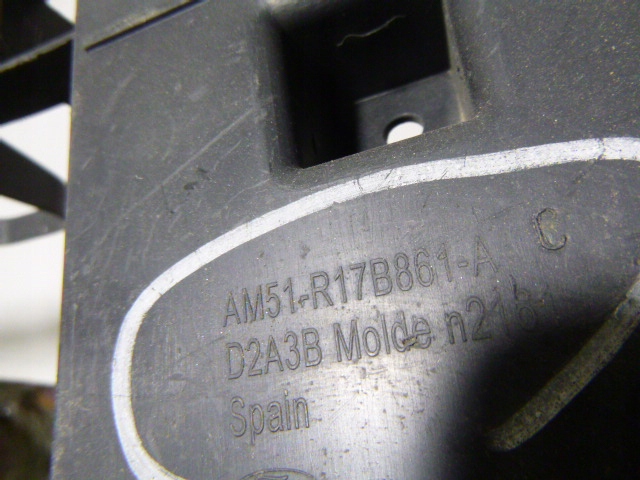 AM51-R17B861-A C
D2A3B Molde
Spain